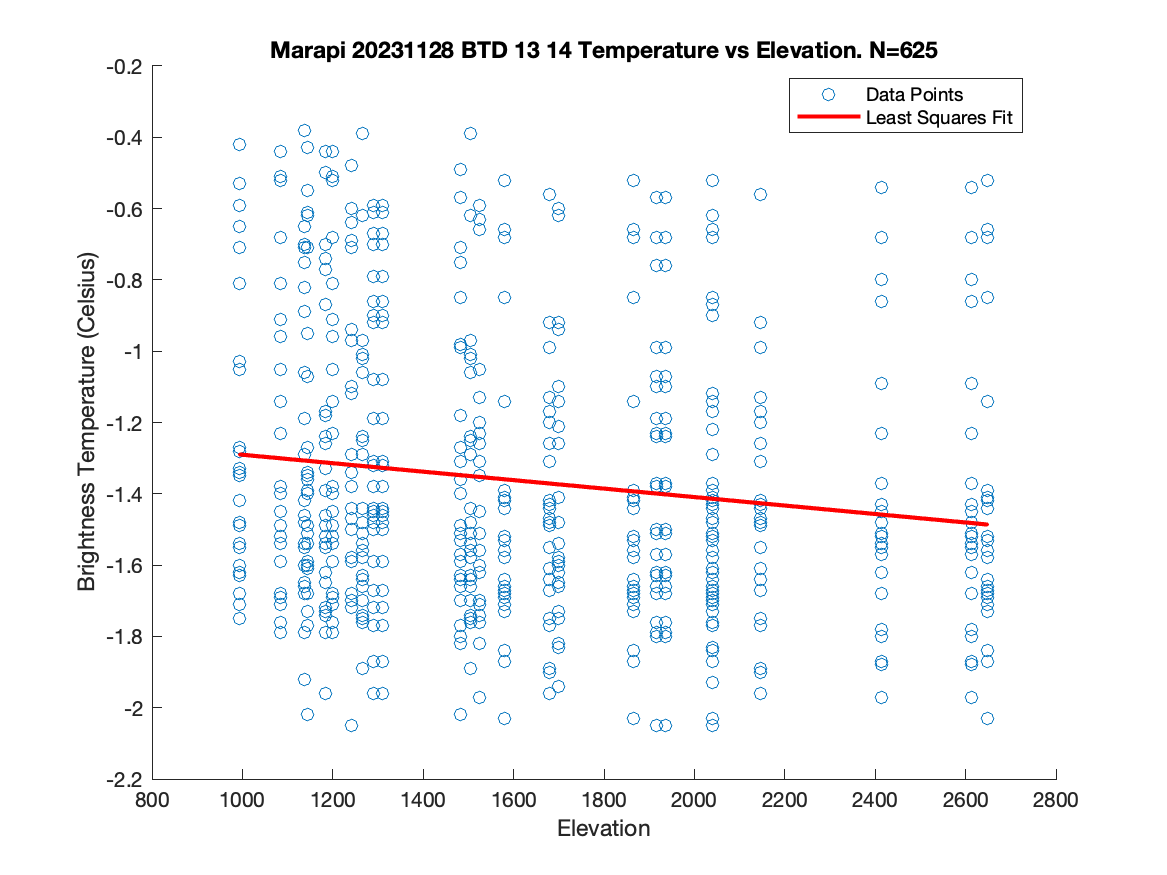 Marapi 20231128 BTD 13 14 Temperature vs Elevation. N=625
Data Points
Least Squares Fit
Brightness Temperature (Celsius)
-0.2
-0.4
-0.6
-0.8
-1
-1.2
-1.4
-1.6
-1.8
-2
-2.2
800 1000 1200 1400 1600 1800 2000 2200 2400 2600 2800
Elevation